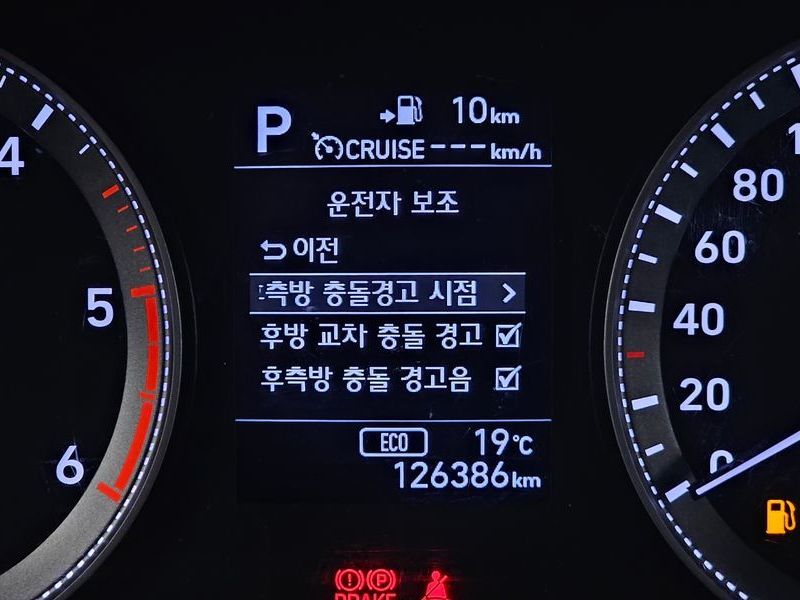 P 10km
CRUISE---km/h
운전자 보조
이전
측방 충돌경고 시점 >
후방 교차 충돌 경고
후측방 충돌 경고음
ECO 19℃
126386km
4
5
6
80
60
40
20
0
BRAKE